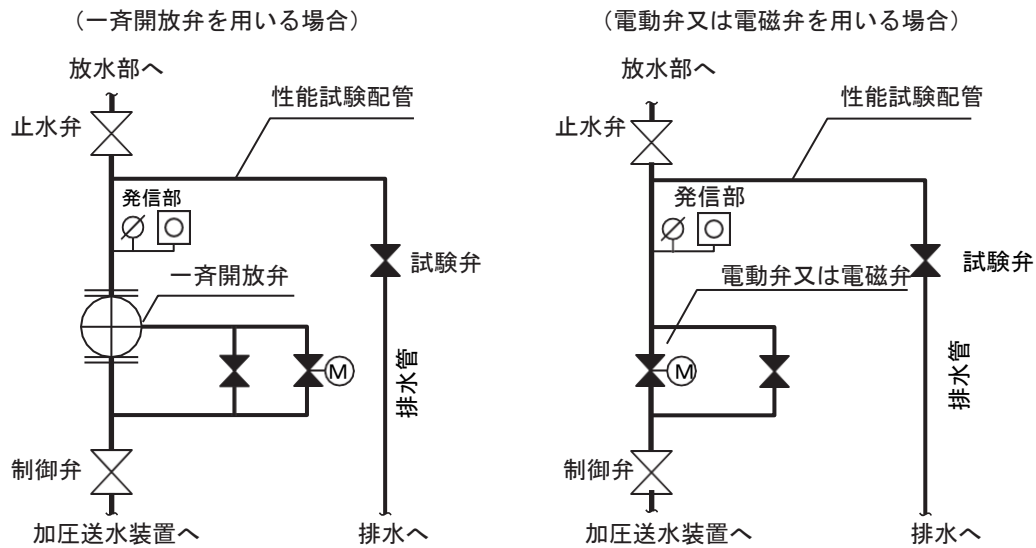 (一斉開放弁を用いる場合)
放水部へ
性能試験配管
止水弁
発信部
試験弁
一斉開放弁
M
排水管
制御弁
加圧送水装置へ
排水へ
(電動弁又は電磁弁を用いる場合)
放水部へ
性能試験配管
止水弁
発信部
試験弁
電動弁又は電磁弁
M
排水管
制御弁
加圧送水装置へ
排水へ